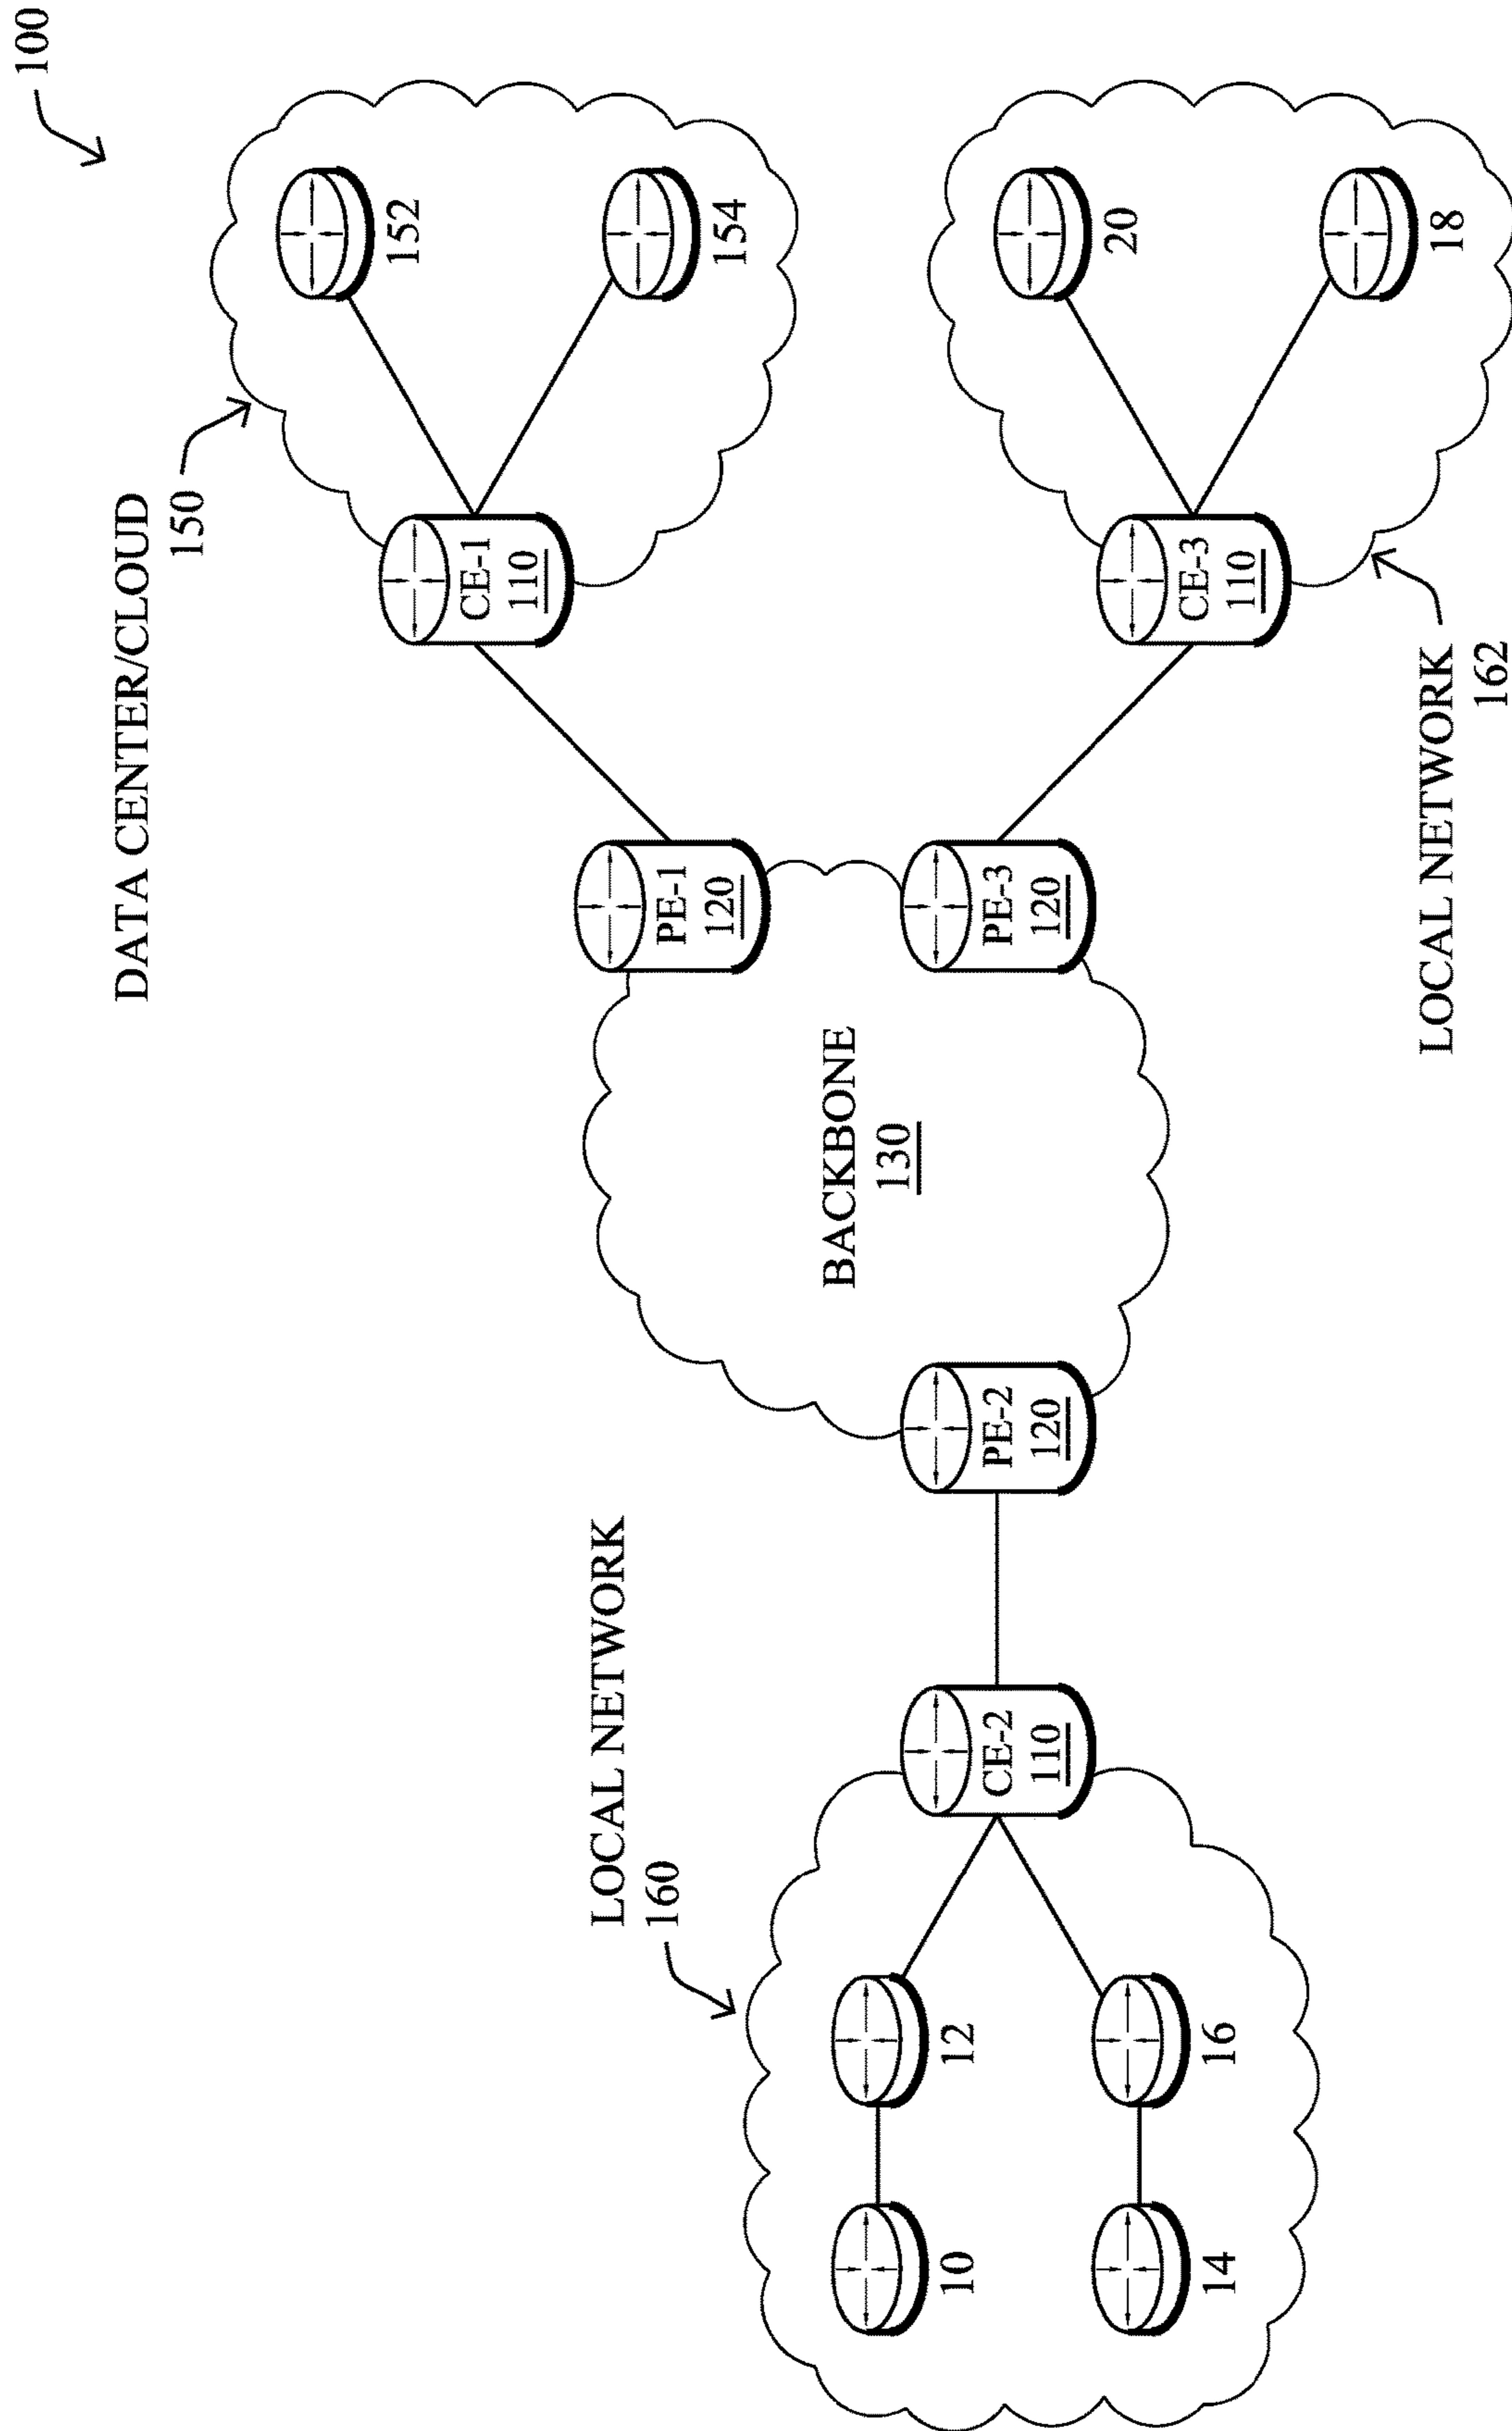 100
DATA CENTER/CLOUD
150
152
154
CE-1
110
PE-1
120
LOCAL NETWORK
160
BACKBONE
130
PE-2
120
PE-3
120
CE-2
110
CE-3
110
10
12
14
16
20
18
LOCAL NETWORK
162